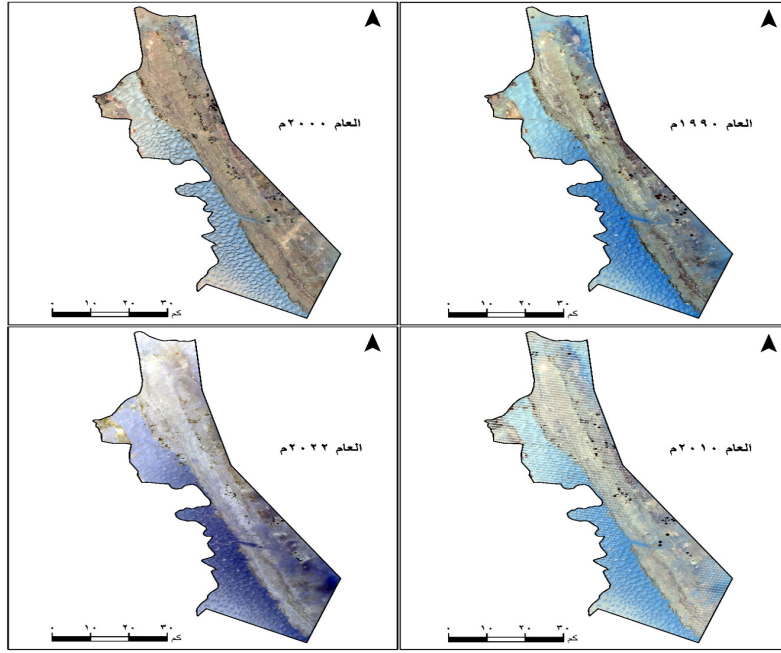 العام ١٩٩٠م
٠ ١٠ ٢٠ ٣٠
كم
العام ٢٠٠٠م
٠ ١٠ ٢٠ ٣٠
كم
العام ٢٠١٠م
٠ ١٠ ٢٠ ٣٠
كم
العام ٢٠٢٢م
٠ ١٠ ٢٠ ٣٠
كم